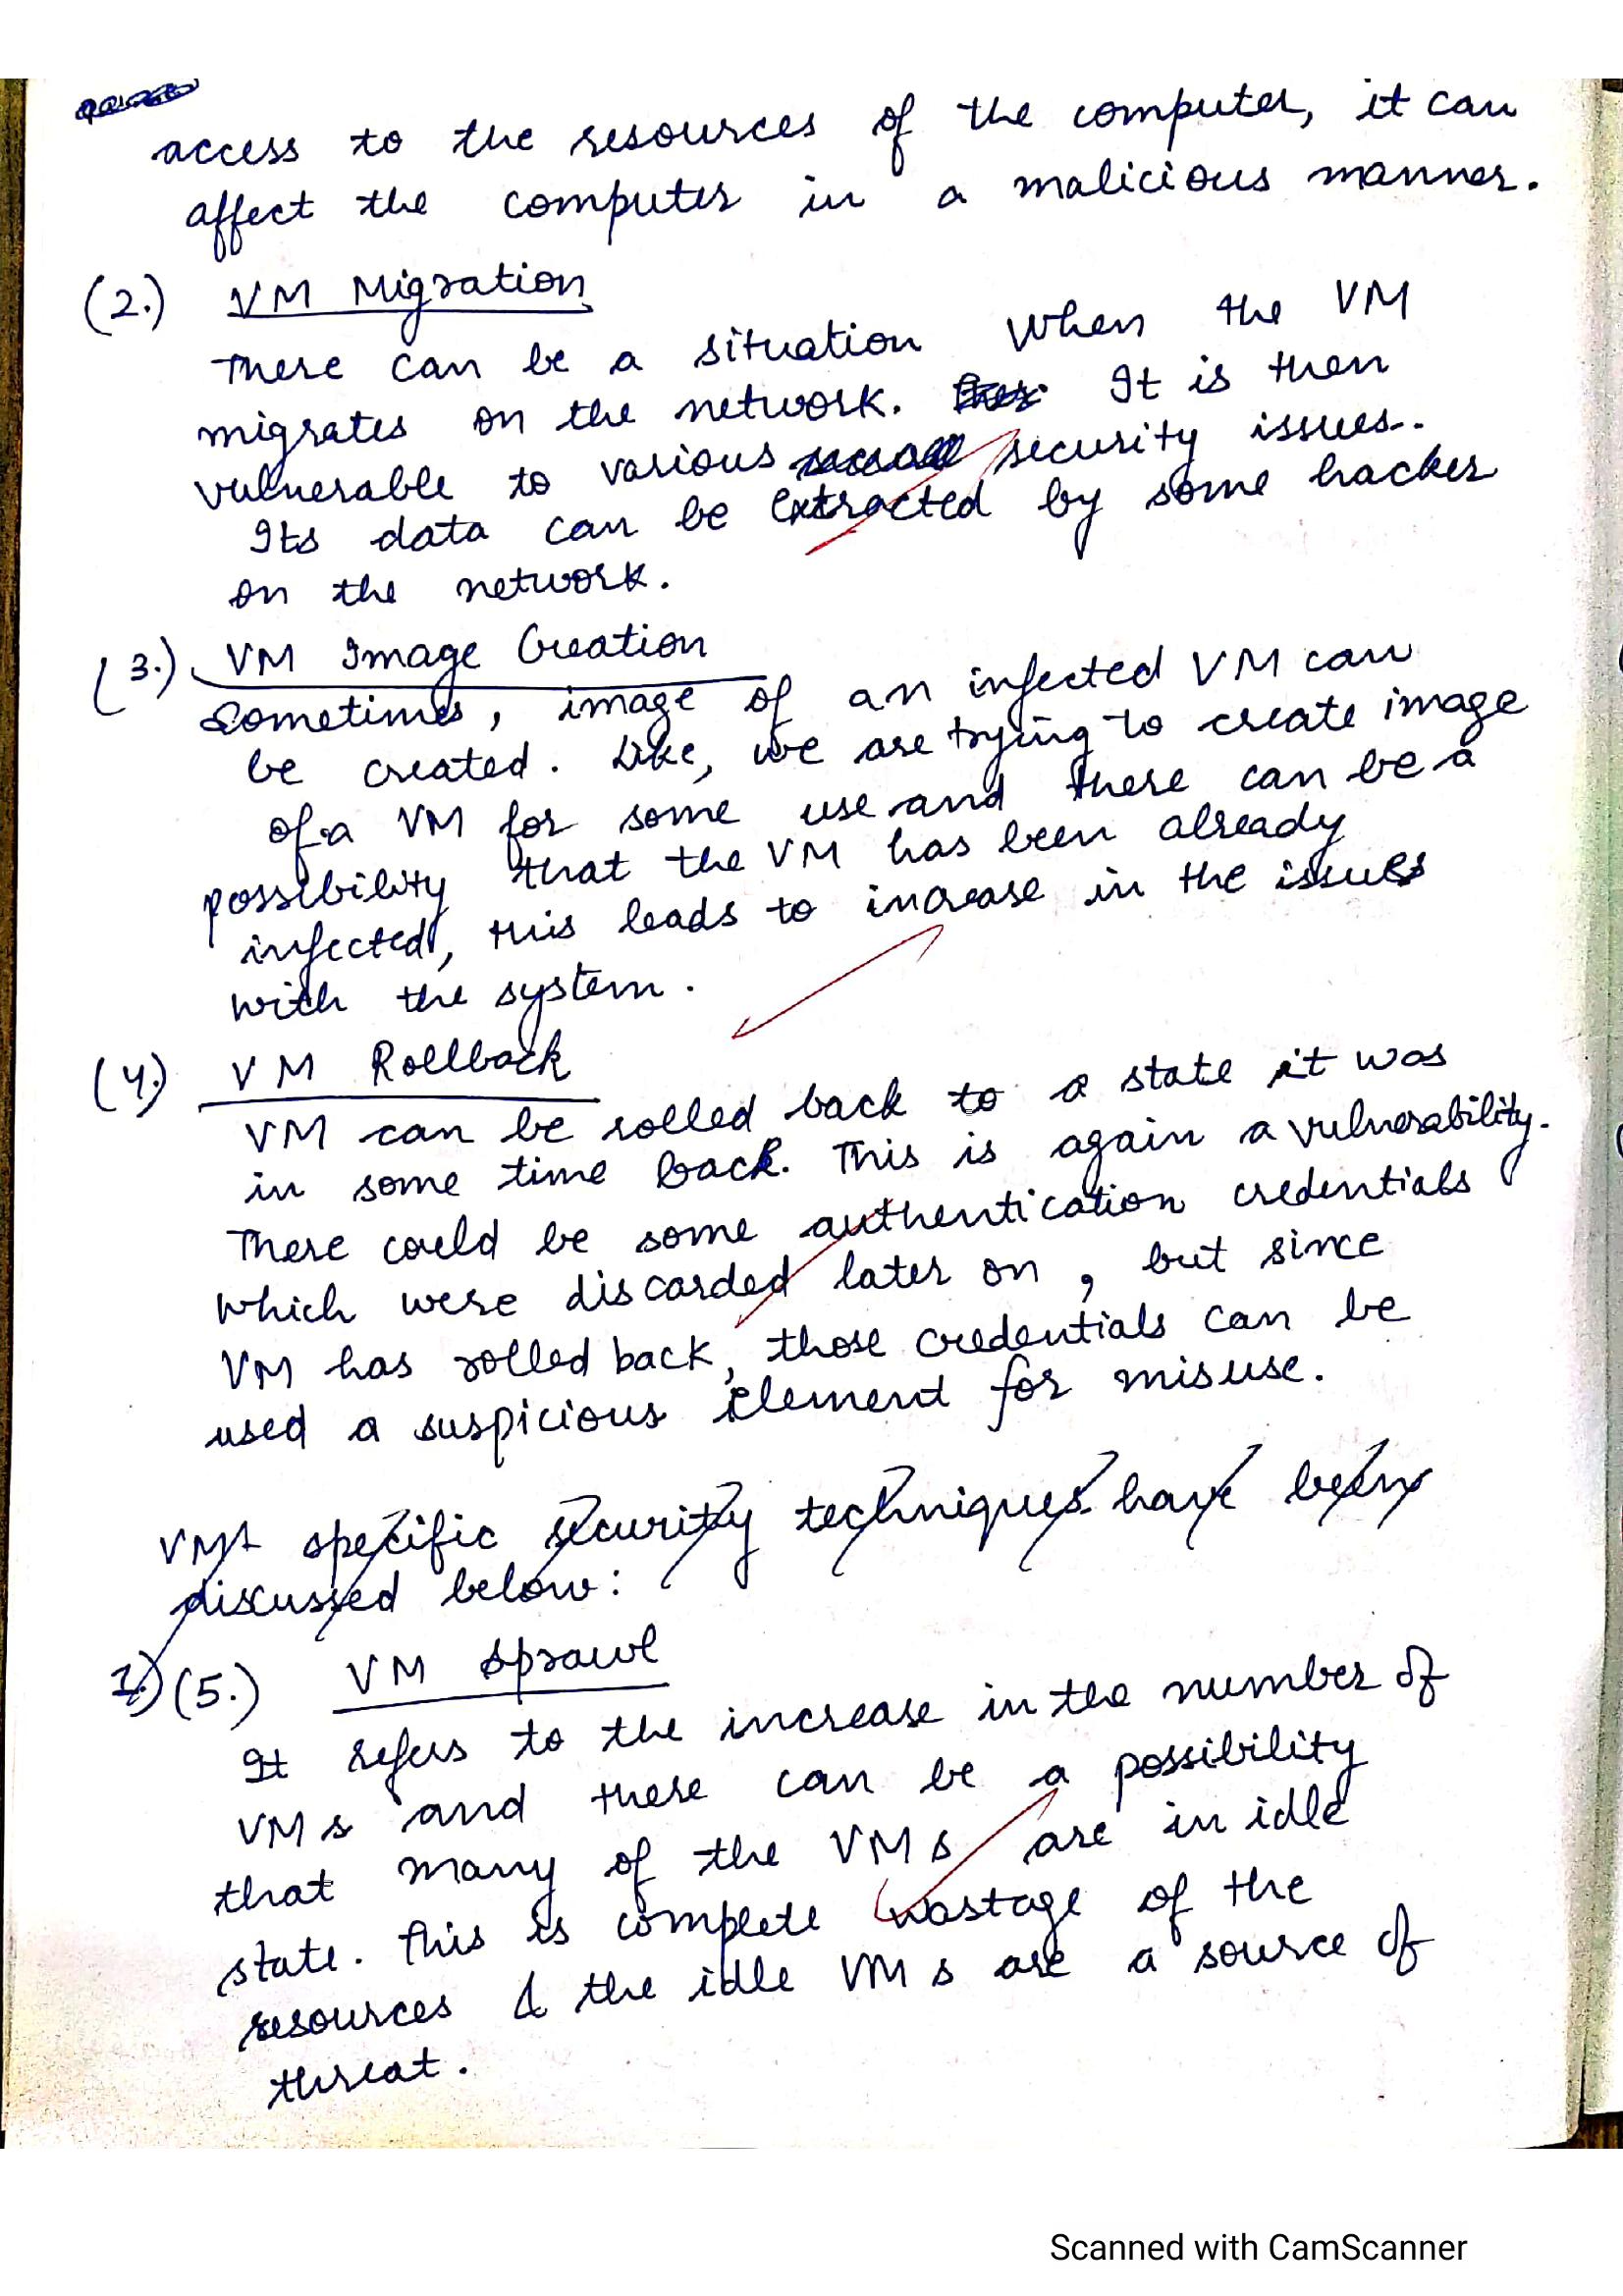 access to the resources of the computer, it can
affect the computer in a malicious manner.
(2.) VM Migration
There can be a situation When the VM
migrates on the network. It is then
vulnerable to various security issues.
Its data can be extracted by some hacker
on the network.
(3.) VM Image Creation
Sometimes, image of an infected VM can
be created. Like, we are trying to create image
of a VM for some use and there can be a
possibility that the VM has been already
infected, this leads to increase in the issues
with the system.
(4.) VM Rollback
VM can be rolled back to a state it was
in some time back. This is again a vulnerability.
There could be some authentication credentials
which were discarded later on, but since
VM has rolled back, those credentials can be
used a suspicious element for misuse.
VM specific security techniques have been
discussed below:
1.) (5.) VM Sprawl
It refers to the increase in the number of
VMs and there can be a possibility
that many of the VMs are in idle
state. This is complete wastage of the
resources & the idle VMs are a source of
threat.
Scanned with CamScanner